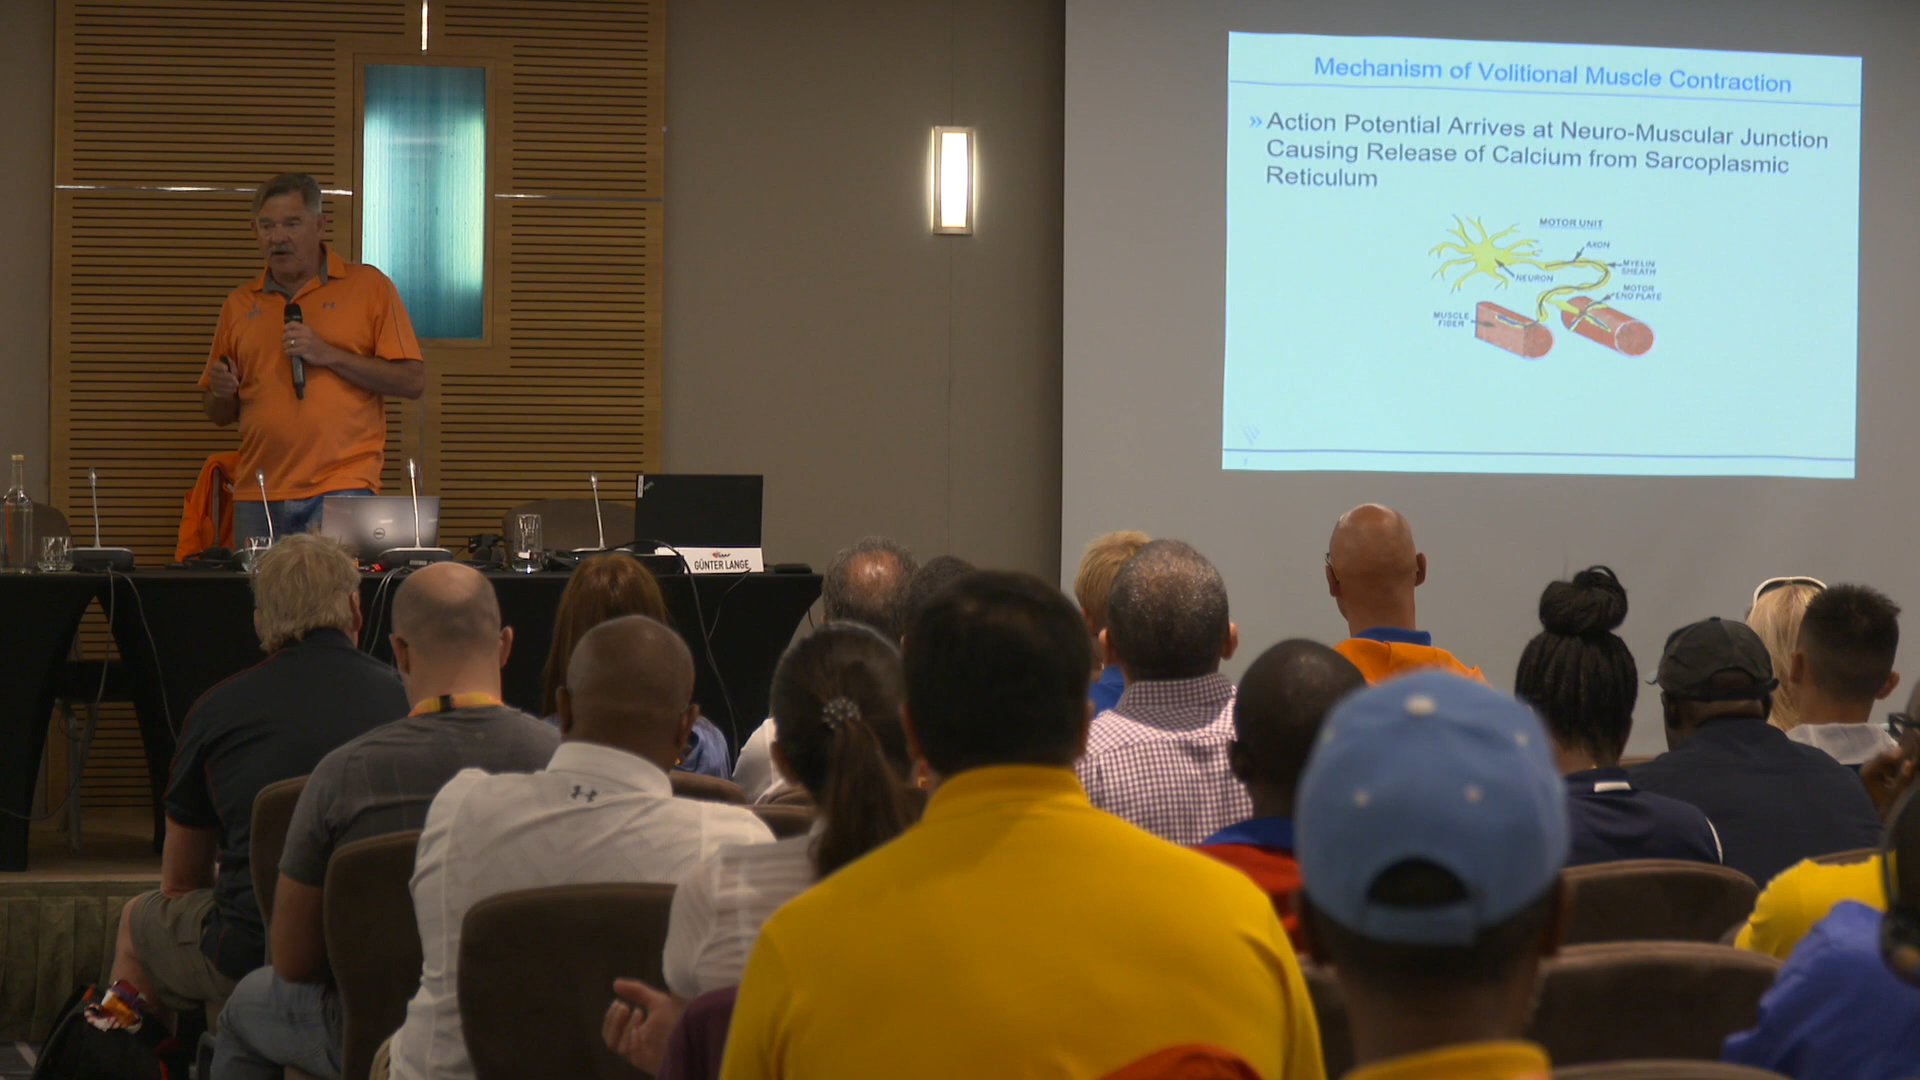 Mechanism of Volitional Muscle Contraction
» Action Potential Arrives at Neuro-Muscular Junction
Causing Release of Calcium from Sarcoplasmic
Reticulum
MOTOR UNIT
AXON
NEURON
MYELIN
SHEATH
MOTOR
END PLATE
MUSCLE
FIBER
GÜNTER LANGE
DELL